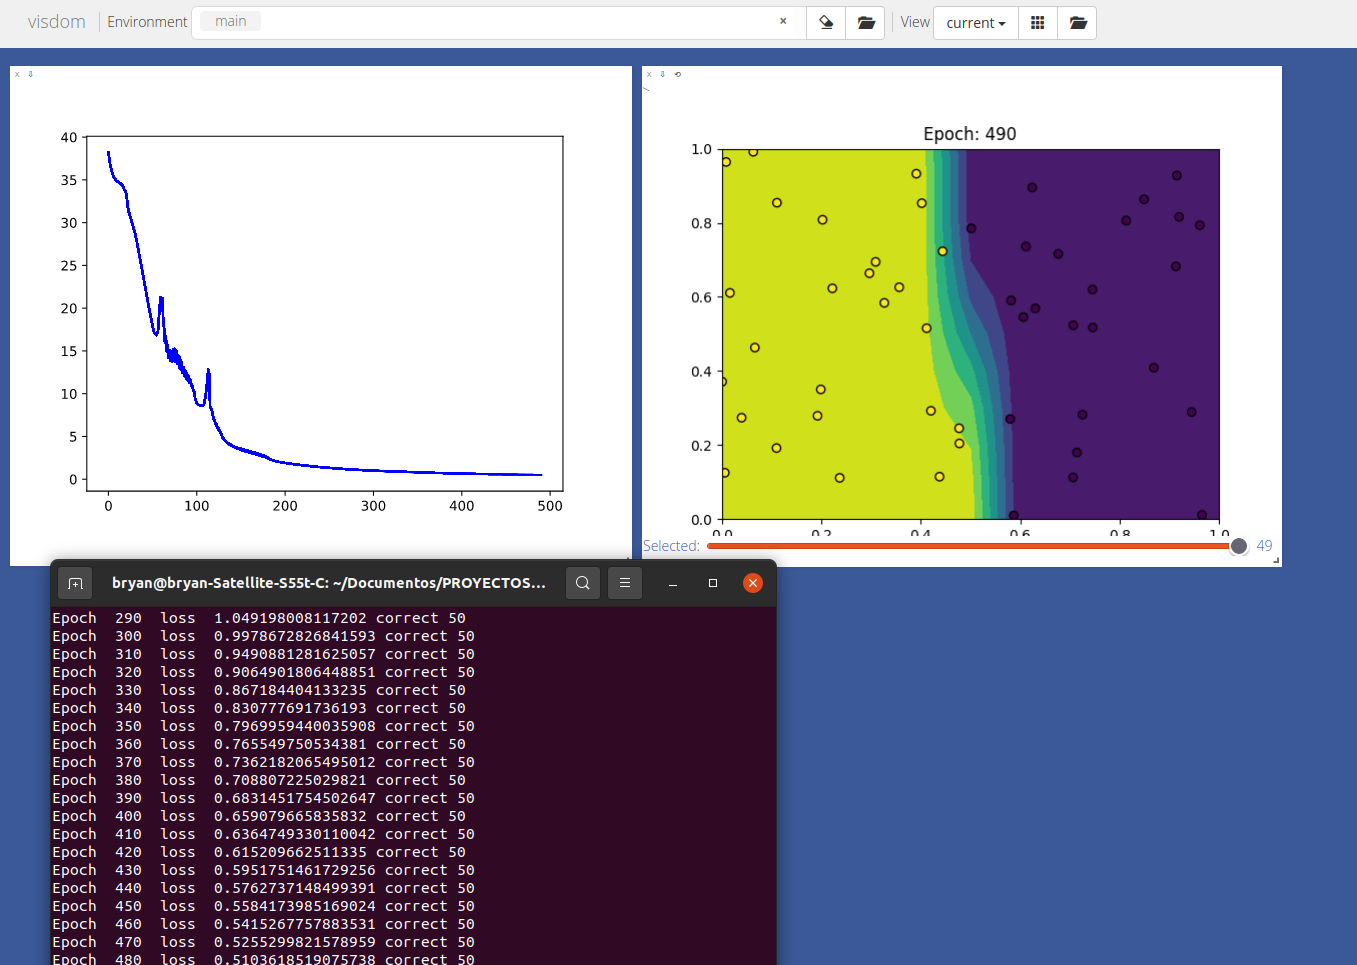 visdom Environment main × View current
x
x
Epoch: 490
40
35
30
25
20
15
10
5
0
0 100 200 300 400 500
1.0
0.8
0.6
0.4
0.2
0.0
0.0 0.2 0.4 0.6 0.8 1.0
Selected: 49
bryan@bryan-Satellite-S55t-C: ~/Documentos/PROYECTOS...
Epoch 290 loss 1.049198008117202 correct 50
Epoch 300 loss 0.9978672826841593 correct 50
Epoch 310 loss 0.9490881281625057 correct 50
Epoch 320 loss 0.9064901806448851 correct 50
Epoch 330 loss 0.867184404133235 correct 50
Epoch 340 loss 0.830777691736193 correct 50
Epoch 350 loss 0.7969959440035908 correct 50
Epoch 360 loss 0.765549750534381 correct 50
Epoch 370 loss 0.7362182065495012 correct 50
Epoch 380 loss 0.708807225029821 correct 50
Epoch 390 loss 0.6831451754502647 correct 50
Epoch 400 loss 0.659079665835832 correct 50
Epoch 410 loss 0.6364749330110042 correct 50
Epoch 420 loss 0.615209662511335 correct 50
Epoch 430 loss 0.5951751461729256 correct 50
Epoch 440 loss 0.5762737148499391 correct 50
Epoch 450 loss 0.5584173985169024 correct 50
Epoch 460 loss 0.5415267757883531 correct 50
Epoch 470 loss 0.5255299821578959 correct 50
Epoch 480 loss 0.5103618519075738 correct 50